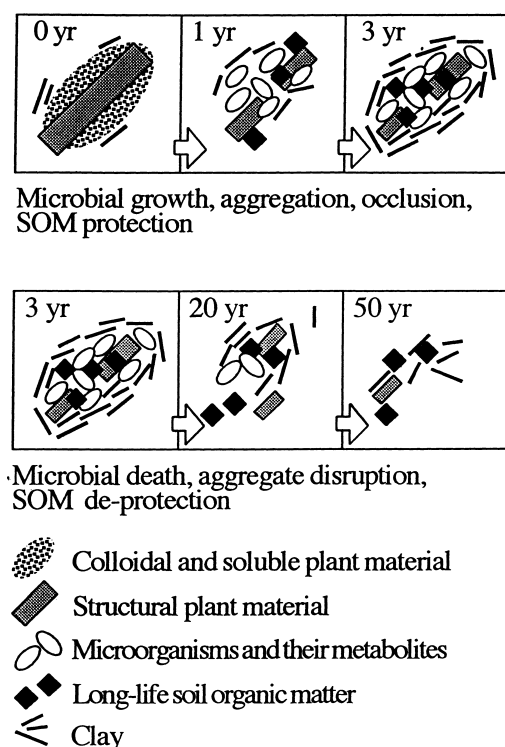 0 yr
1 yr
3 yr
Microbial growth, aggregation, occlusion,
SOM protection
3 yr
20 yr
50 yr
Microbial death, aggregate disruption,
SOM de-protection
Colloidal and soluble plant material
Structural plant material
Microorganisms and their metabolites
Long-life soil organic matter
Clay